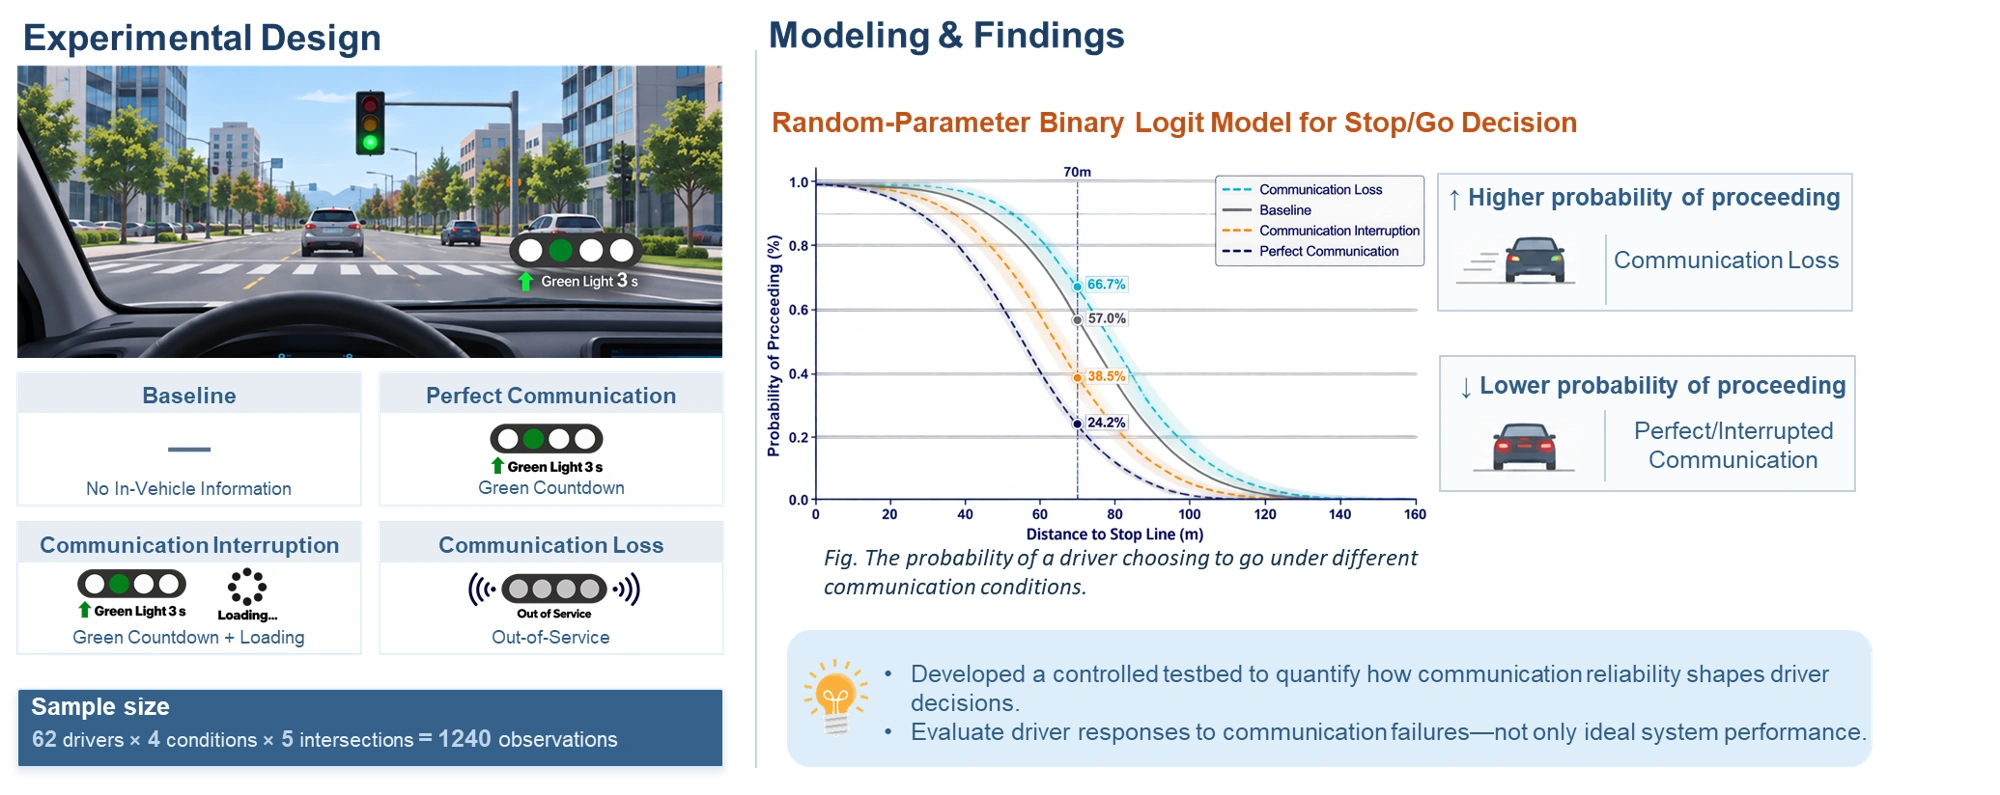 Experimental Design
Green Light 3 s
Baseline
No In-Vehicle Information
Perfect Communication
Green Light 3 s
Green Countdown
Communication Interruption
Green Light 3 s
Loading...
Green Countdown + Loading
Communication Loss
Out of Service
Out-of-Service
Sample size
62 drivers × 4 conditions × 5 intersections = 1240 observations
Modeling & Findings
Random-Parameter Binary Logit Model for Stop/Go Decision
70m
Communication Loss
Baseline
Communication Interruption
Perfect Communication
Probability of Proceeding (%)
1.0
0.8
0.6
0.4
0.2
0.0
66.7%
57.0%
38.5%
24.2%
0 20 40 60 80 100 120 140 160
Distance to Stop Line (m)
Fig. The probability of a driver choosing to go under different
communication conditions.
↑ Higher probability of proceeding
Communication Loss
↓ Lower probability of proceeding
Perfect/Interrupted
Communication
• Developed a controlled testbed to quantify how communication reliability shapes driver
decisions.
• Evaluate driver responses to communication failures—not only ideal system performance.